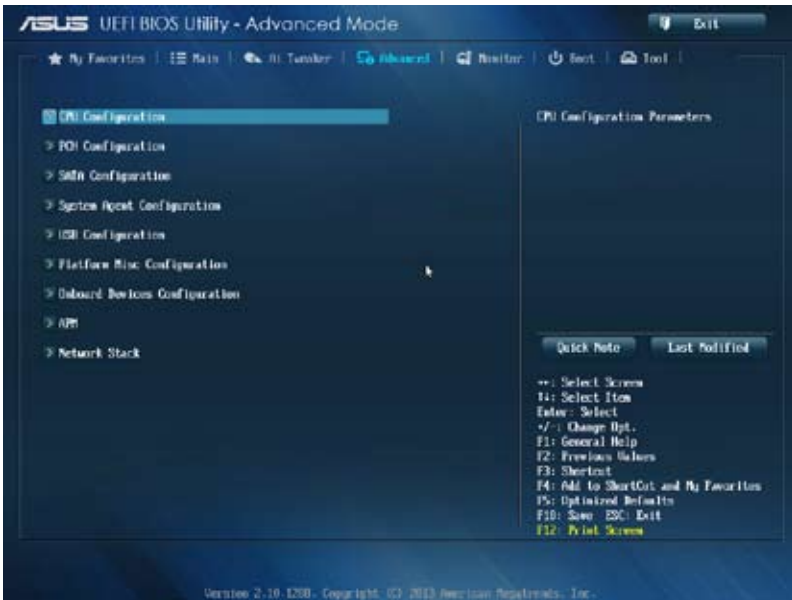 ASUS UEFI BIOS Utility - Advanced Mode
Exit
My Favorites | Main | Ai Tweaker | Advanced | Monitor | Boot | Tool
CPU Configuration
CPU Configuration Parameters
PCH Configuration
SATA Configuration
System Agent Configuration
USB Configuration
Platform Misc Configuration
Onboard Devices Configuration
APM
Network Stack
Quick Note
Last Modified
→←: Select Screen
↑↓: Select Item
Enter: Select
+/-: Change Opt.
F1: General Help
F2: Previous Values
F3: Shortcut
F4: Add to ShortCut and My Favorites
F5: Optimized Defaults
F10: Save ESC: Exit
F12: Print Screen
Version 2.10.1208. Copyright (C) 2013 American Megatrends, Inc.